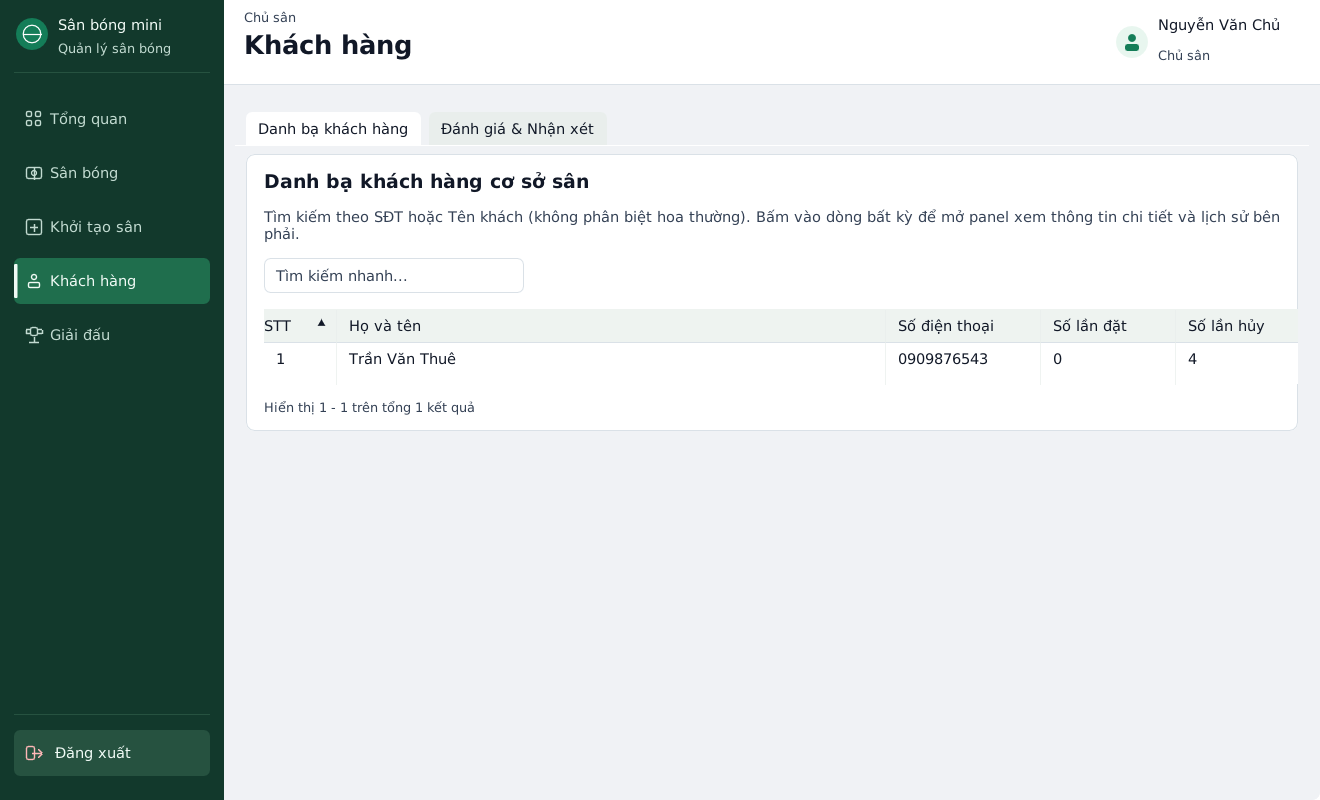 Sân bóng mini
Quản lý sân bóng
Tổng quan
Sân bóng
Khởi tạo sân
Khách hàng
Giải đấu
Đăng xuất
Chủ sân
Khách hàng
Nguyễn Văn Chủ
Chủ sân
Danh bạ khách hàng
Đánh giá & Nhận xét
Danh bạ khách hàng cơ sở sân
Tìm kiếm theo SĐT hoặc Tên khách (không phân biệt hoa thường). Bấm vào dòng bất kỳ để mở panel xem thông tin chi tiết và lịch sử bên
phải.
Tìm kiếm nhanh...
STT ▲ Họ và tên Số điện thoại Số lần đặt Số lần hủy
1 Trần Văn Thuê 0909876543 0 4
Hiển thị 1 - 1 trên tổng 1 kết quả